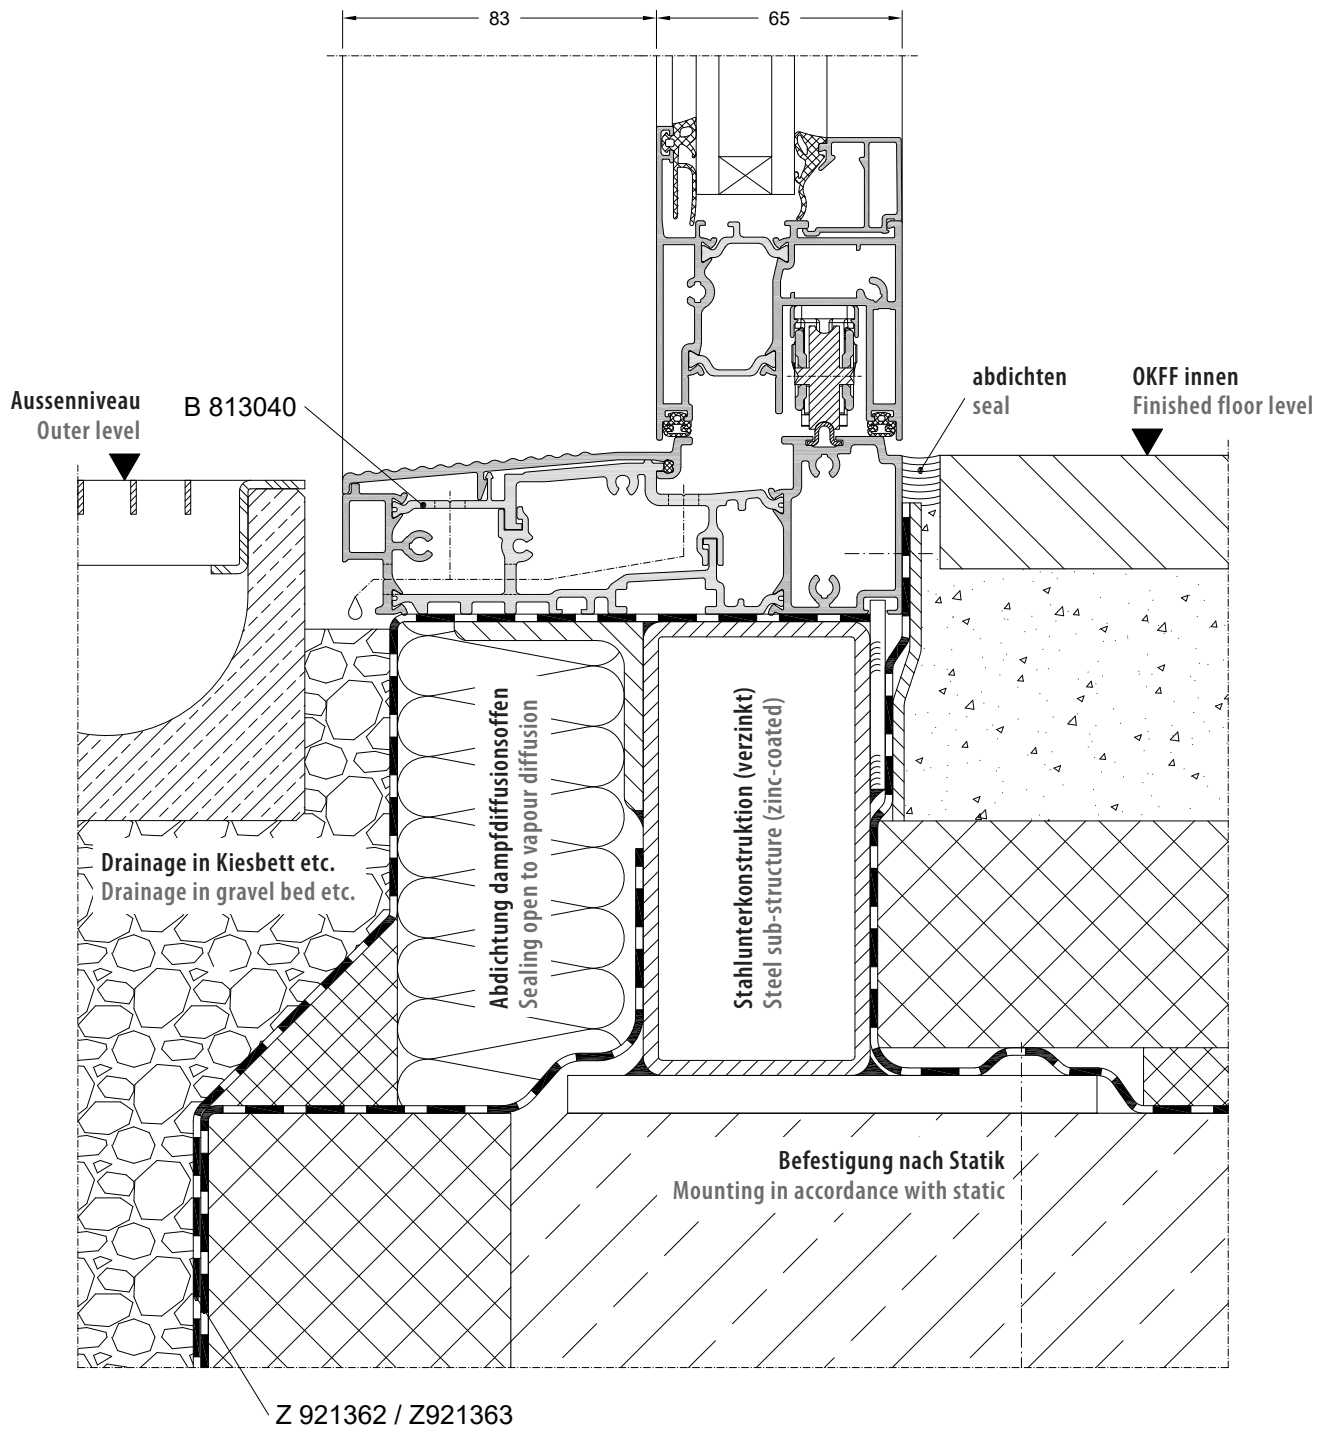 83
65
Aussenniveau
Outer level
B 813040
abdichten
seal
OKFF innen
Finished floor level
Abdichtung dampfdiffusionsoffen
Sealing open to vapour diffusion
Stahlunterkonstruktion (verzinkt)
Steel sub-structure (zinc-coated)
Drainage in Kiesbett etc.
Drainage in gravel bed etc.
Befestigung nach Statik
Mounting in accordance with static
Z 921362 / Z921363